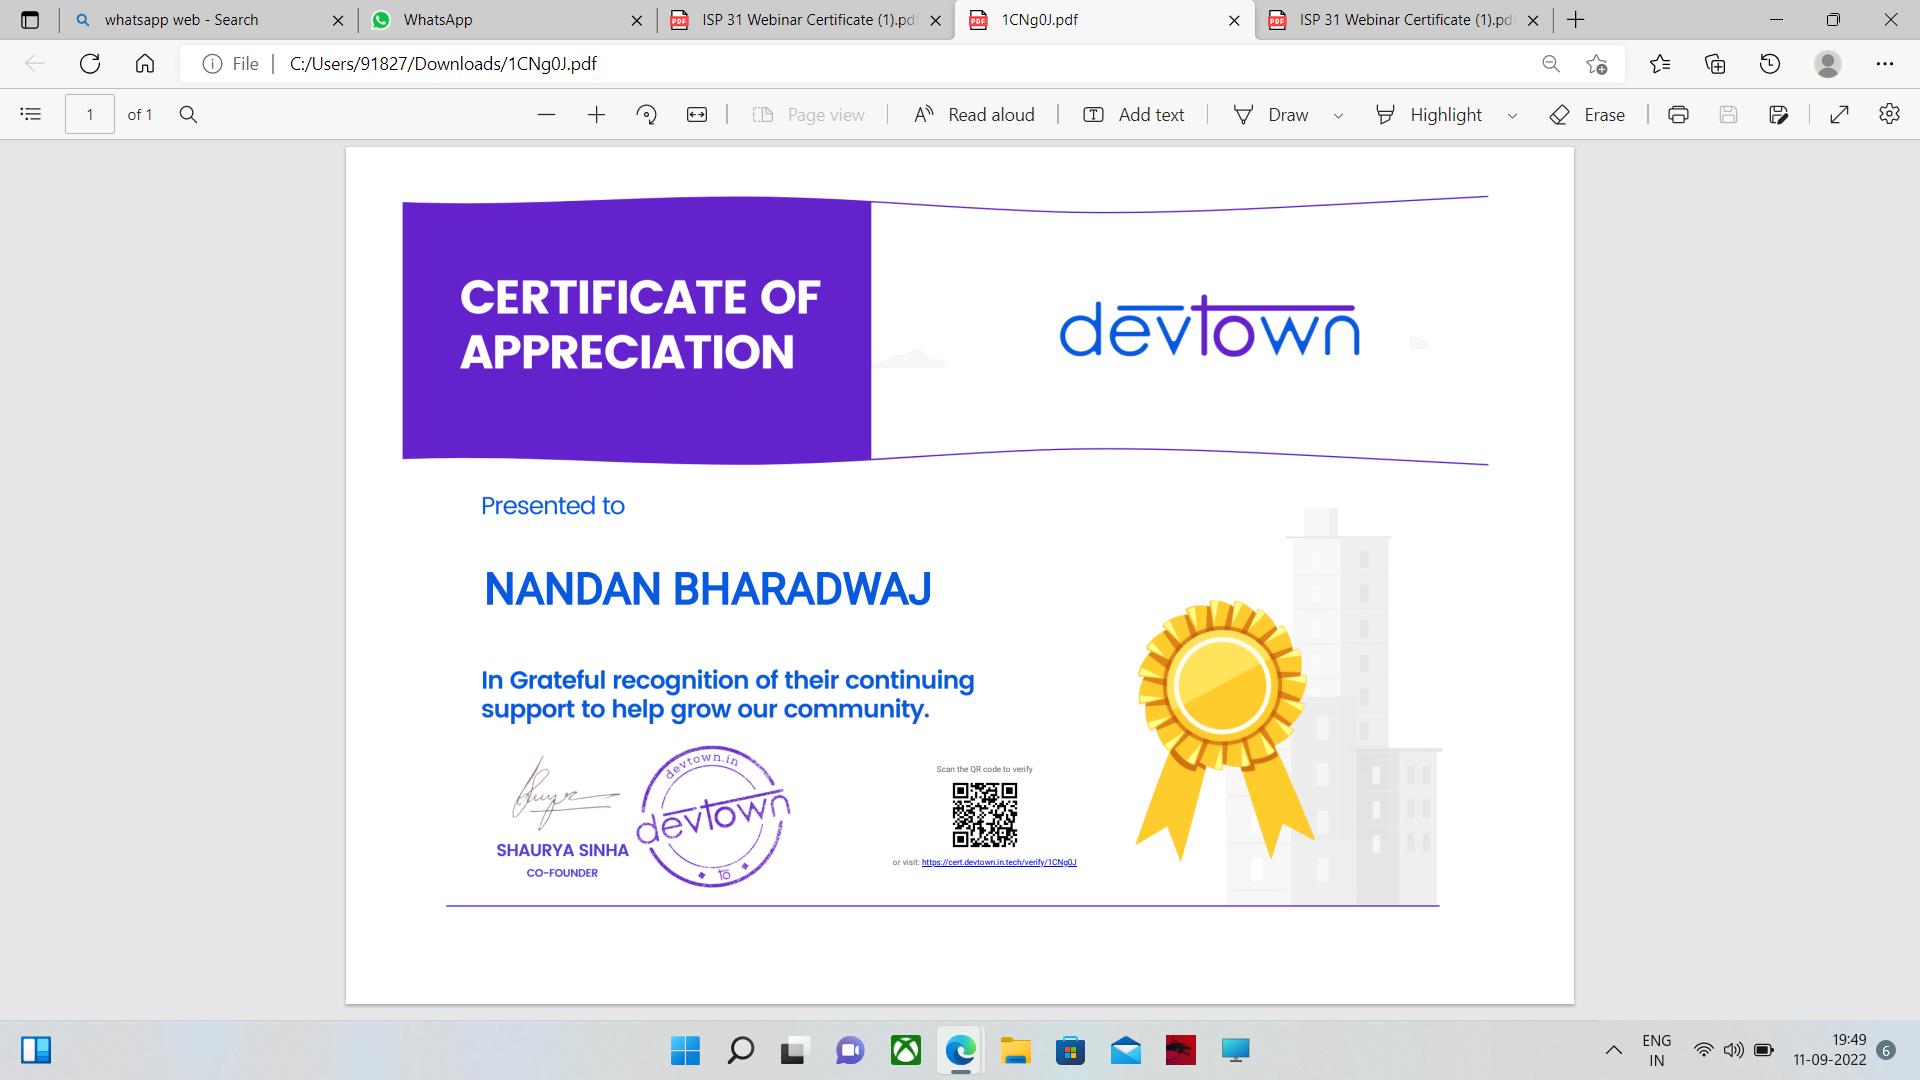 whatsapp web - Search
WhatsApp
ISP 31 Webinar Certificate (1).pdf
1CNg0J.pdf
ISP 31 Webinar Certificate (1).pdf
File
C:/Users/91827/Downloads/1CNg0J.pdf
1
of 1
Page view
Read aloud
Add text
Draw
Highlight
Erase
CERTIFICATE OF
APPRECIATION
devtown
Presented to
NANDAN BHARADWAJ
In Grateful recognition of their continuing
support to help grow our community.
SHAURYA SINHA
CO-FOUNDER
devtown.in
devtown
Scan the QR code to verify
or visit: https://cert.devtown.in.tech/verify/1CNg0J
ENG
IN
19:49
11-09-2022
6